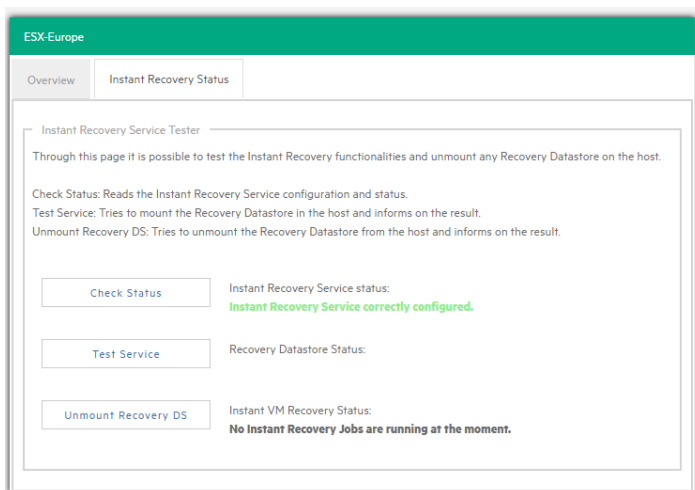 ESX-Europe
Overview
Instant Recovery Status
Instant Recovery Service Tester
Through this page it is possible to test the Instant Recovery functionalities and unmount any Recovery Datastore on the host.
Check Status: Reads the Instant Recovery Service configuration and status.
Test Service: Tries to mount the Recovery Datastore in the host and informs on the result.
Unmount Recovery DS: Tries to unmount the Recovery Datastore from the host and informs on the result.
Check Status
Instant Recovery Service status:
Instant Recovery Service correctly configured.
Test Service
Recovery Datastore Status:
Unmount Recovery DS
Instant VM Recovery Status:
No Instant Recovery Jobs are running at the moment.